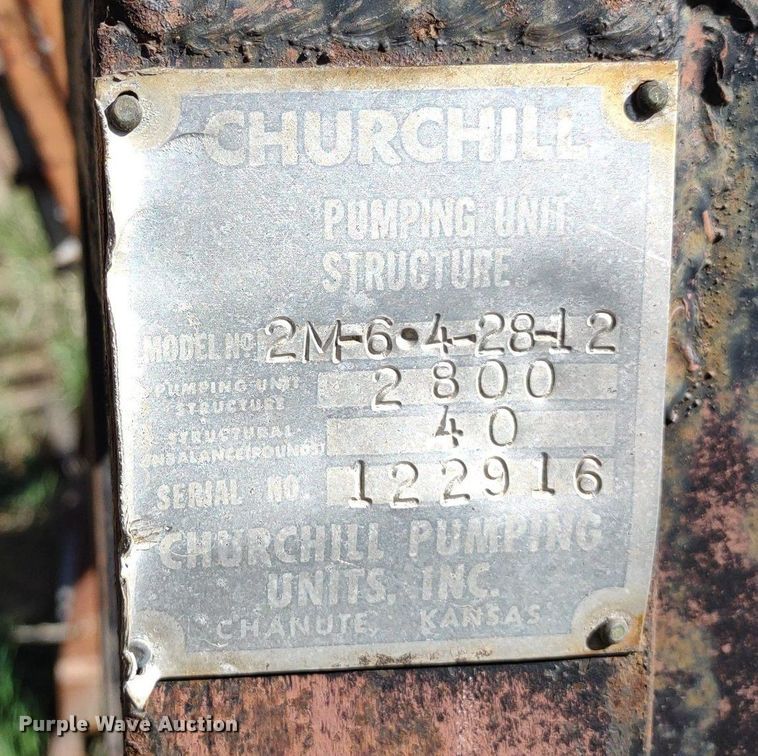 CHURCHILL
PUMPING UNIT
STRUCTURE
MODEL NO. 2M-6•4-28-12
PUMPING UNIT
STRUCTURE 2800
STRUCTURAL
UNBALANCE(POUNDS) 40
SERIAL NO. 122916
CHURCHILL PUMPING
UNITS, INC.
CHANUTE, KANSAS
Purple Wave Auction